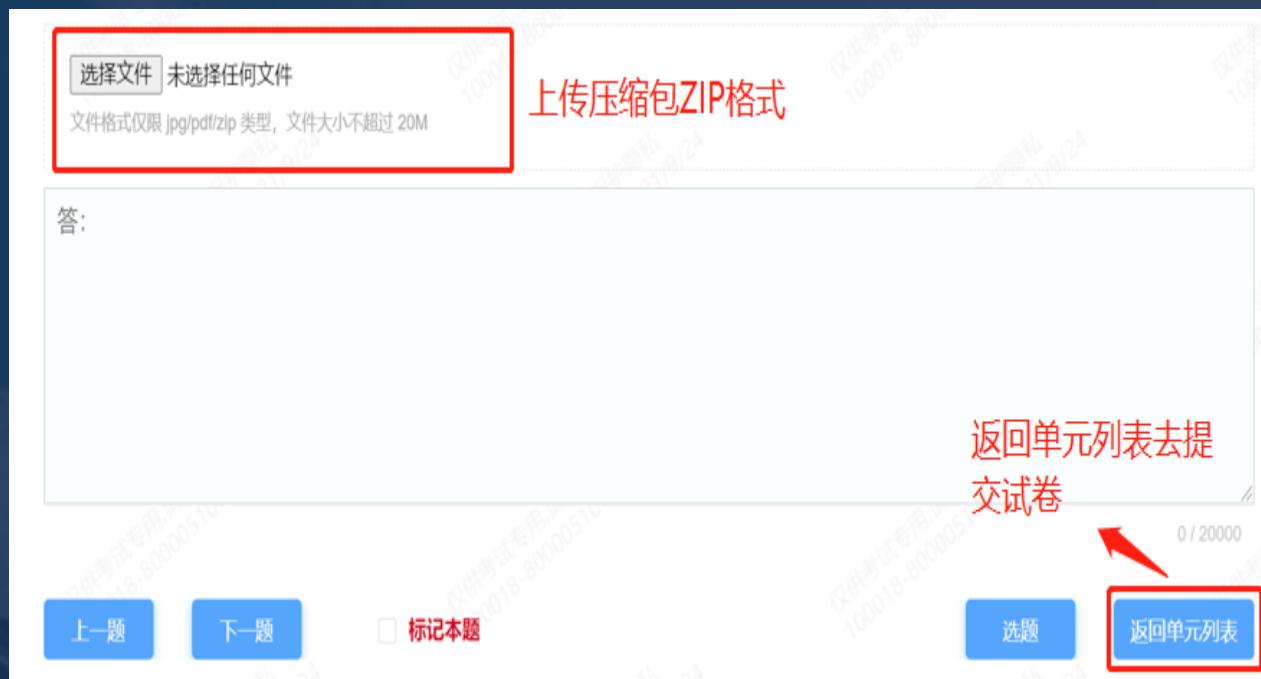 选择文件 未选择任何文件
上传压缩包ZIP格式
文件格式仅限 jpg/pdf/zip 类型，文件大小不超过 20M
答：
返回单元列表去提
交试卷
0 / 20000
上一题 下一题 标记本题 选题 返回单元列表